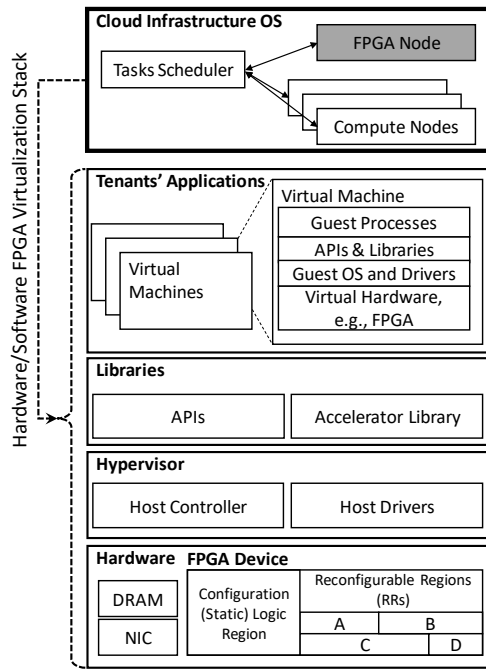 Cloud Infrastructure OS
FPGA Node
Tasks Scheduler
Compute Nodes
Hardware/Software FPGA Virtualization Stack
Tenants' Applications
Virtual
Machines
Virtual Machine
Guest Processes
APIs & Libraries
Guest OS and Drivers
Virtual Hardware,
e.g., FPGA
Libraries
APIs
Accelerator Library
Hypervisor
Host Controller
Host Drivers
Hardware
FPGA Device
DRAM
NIC
Configuration
(Static) Logic
Region
Reconfigurable Regions
(RRs)
A
B
C
D